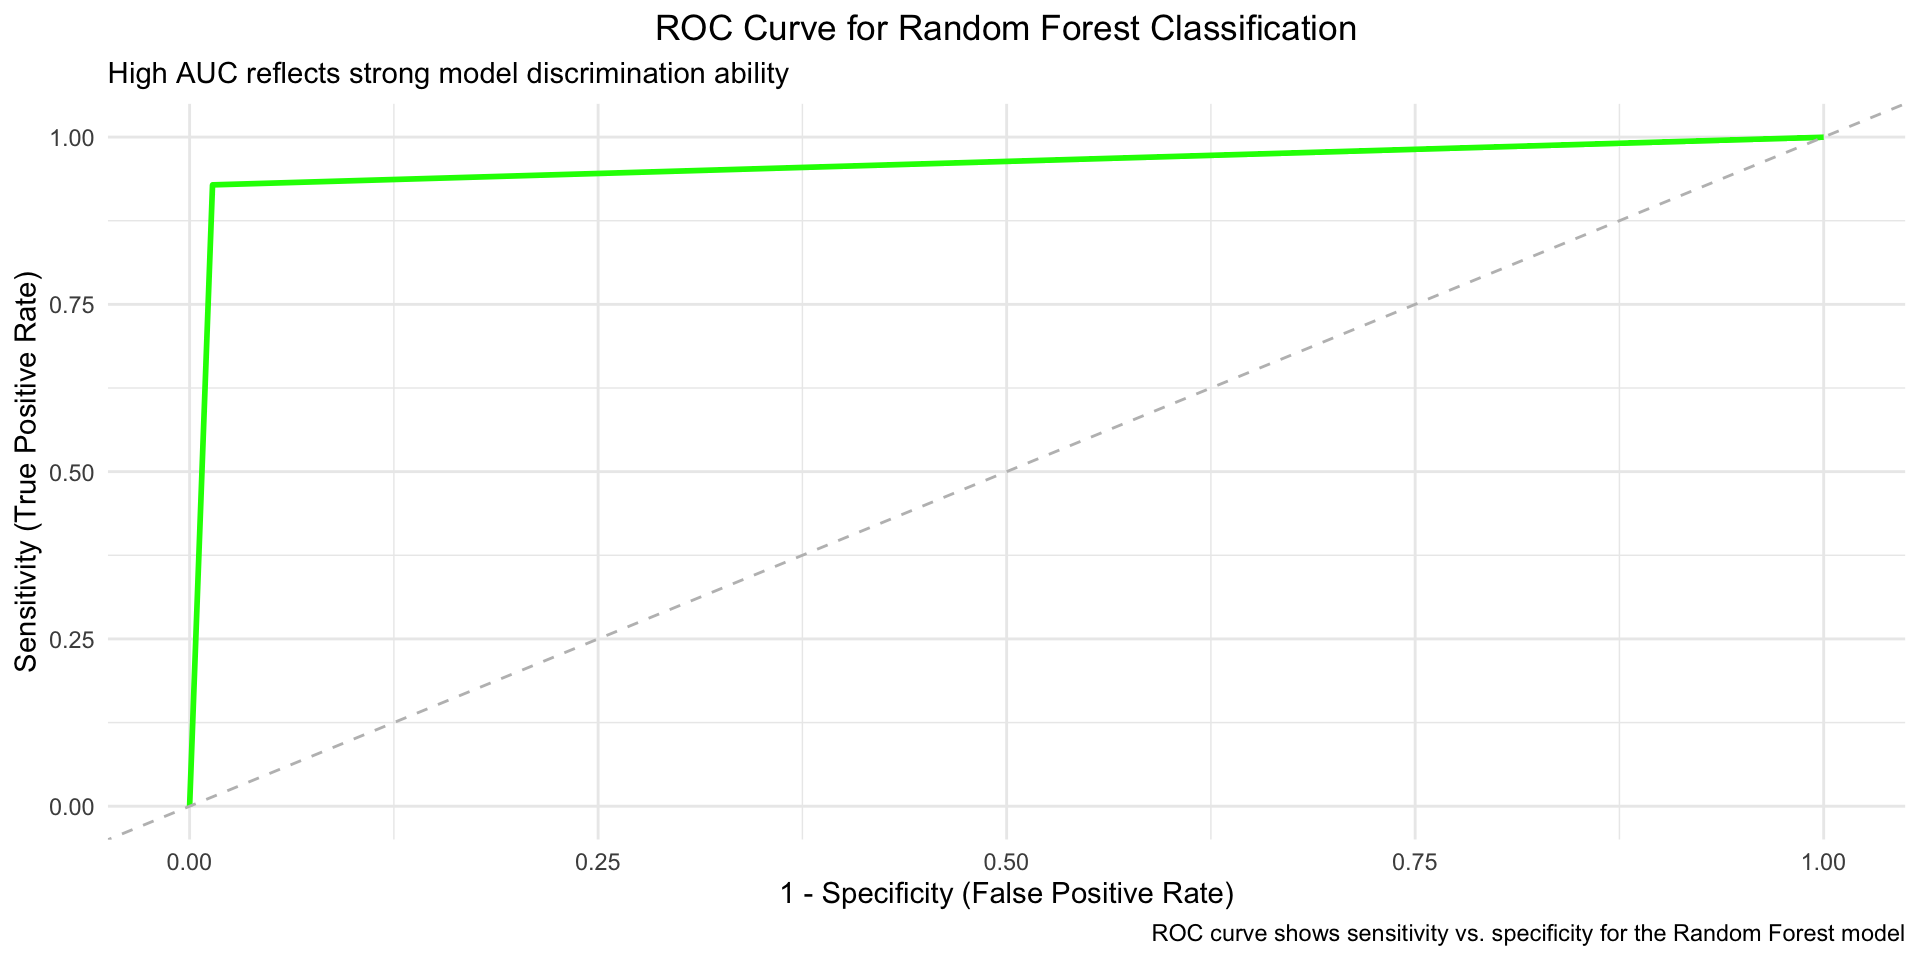 ROC Curve for Random Forest Classification
High AUC reflects strong model discrimination ability
Sensitivity (True Positive Rate)
1.00
0.75
0.50
0.25
0.00
0.00 0.25 0.50 0.75 1.00
1 - Specificity (False Positive Rate)
ROC curve shows sensitivity vs. specificity for the Random Forest model